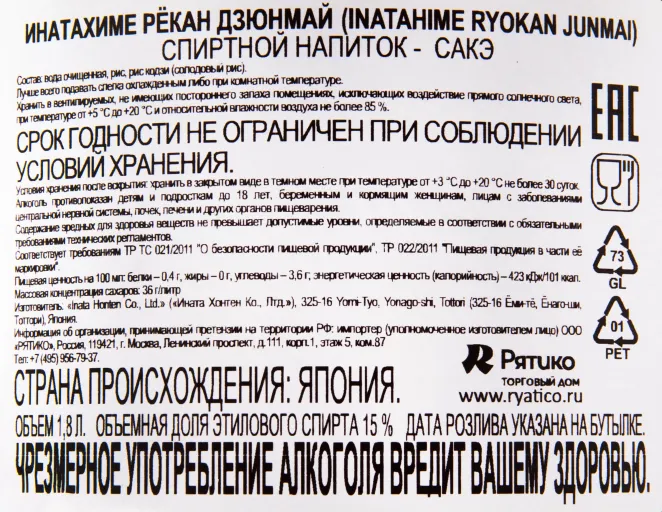 ИНАТАХИМЕ РЁКАН ДЗЮНМАЙ (INATAHIME RYOKAN JUNMAI)
СПИРТНОЙ НАПИТОК - САКЭ
Состав: вода очищенная, рис, рис кодзи (солодовый рис).
Лучше всего подавать слегка охлажденным либо при комнатной температуре.
Хранить в вентилируемых, не имеющих постороннего запаха помещениях, исключающих воздействие прямого солнечного света,
при температуре от +5 °С до +20 °С и относительной влажности воздуха не более 85 %.
EAC
СРОК ГОДНОСТИ НЕ ОГРАНИЧЕН ПРИ СОБЛЮДЕНИИ
УСЛОВИЙ ХРАНЕНИЯ.
Условия хранения после вскрытия: хранить в закрытом виде в темном месте при температуре от +3 °С до +20 °С не более 30 суток.
Алкоголь противопоказан детям и подросткам до 18 лет, беременным и кормящим женщинам, лицам с заболеваниями
центральной нервной системы, почек, печени и других органов пищеварения.
Содержание вредных для здоровья веществ не превышает допустимые уровни, определяемые в соответствии с обязательными
требованиями технических регламентов.
Соответствует требованиям ТР ТС 021/2011 "О безопасности пищевой продукции", ТР 022/2011 "Пищевая продукция в части её
маркировки".
73
GL
Пищевая ценность на 100 мл: белки – 0,4 г, жиры – 0 г, углеводы – 3,6 г; энергетическая ценность (калорийность) – 423 кДж/101 ккал.
Массовая концентрация сахаров: 36 г/литр
Изготовитель: «Inata Honten Co., Ltd.» («Ината Хонтен Ко., Лтд.»), 325-16 Yomi-Tyo, Yonago-shi, Tottori (325-16 Ёми-тё, Ёнаго-ши,
Тоттори), Япония.
Информация об организации, принимающей претензии на территории РФ: импортер (уполномоченное изготовителем лицо) ООО
«РЯТИКО», Россия, 119421, г. Москва, Ленинский проспект, д.111, корп.1, этаж 5, ком.87
Тел: +7 (495) 956-79-37.
01
PET
Рятико
ТОРГОВЫЙ ДОМ
www.ryatico.ru
СТРАНА ПРОИСХОЖДЕНИЯ: ЯПОНИЯ.
ОБЪЕМ 1,8 Л. ОБЪЕМНАЯ ДОЛЯ ЭТИЛОВОГО СПИРТА 15 % ДАТА РОЗЛИВА УКАЗАНА НА БУТЫЛКЕ.
ЧРЕЗМЕРНОЕ УПОТРЕБЛЕНИЕ АЛКОГОЛЯ ВРЕДИТ ВАШЕМУ ЗДОРОВЬЮ.